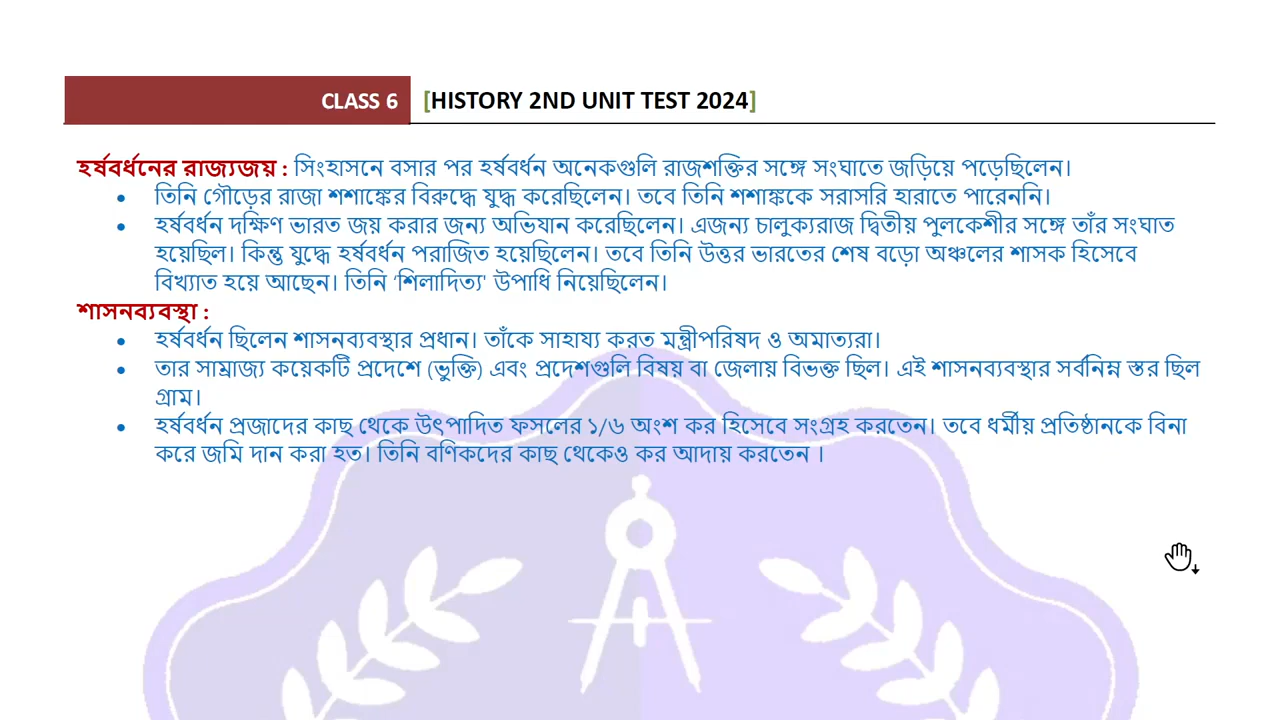 CLASS 6 [HISTORY 2ND UNIT TEST 2024]
হর্ষবর্ধনের রাজ্যজয় : সিংহাসনে বসার পর হর্ষবর্ধন অনেকগুলি রাজশক্তির সঙ্গে সংঘাতে জড়িয়ে পড়েছিলেন।
• তিনি গৌড়ের রাজা শশাঙ্কের বিরুদ্ধে যুদ্ধ করেছিলেন। তবে তিনি শশাঙ্ককে সরাসরি হারাতে পারেননি।
• হর্ষবর্ধন দক্ষিণ ভারত জয় করার জন্য অভিযান করেছিলেন। এজন্য চালুক্যরাজ দ্বিতীয় পুলকেশীর সঙ্গে তাঁর সংঘাত
হয়েছিল। কিন্তু যুদ্ধে হর্ষবর্ধন পরাজিত হয়েছিলেন। তবে তিনি উত্তর ভারতের শেষ বড়ো অঞ্চলের শাসক হিসেবে
বিখ্যাত হয়ে আছেন। তিনি ‘শিলাদিত্য' উপাধি নিয়েছিলেন।
শাসনব্যবস্থা :
• হর্ষবর্ধন ছিলেন শাসনব্যবস্থার প্রধান। তাঁকে সাহায্য করত মন্ত্রীপরিষদ ও অমাত্যরা।
• তার সাম্রাজ্য কয়েকটি প্রদেশে (ভুক্তি) এবং প্রদেশগুলি বিষয় বা জেলায় বিভক্ত ছিল। এই শাসনব্যবস্থার সর্বনিম্ন স্তর ছিল
গ্রাম।
• হর্ষবর্ধন প্রজাদের কাছ থেকে উৎপাদিত ফসলের ১/৬ অংশ কর হিসেবে সংগ্রহ করতেন। তবে ধর্মীয় প্রতিষ্ঠানকে বিনা
করে জমি দান করা হত। তিনি বণিকদের কাছ থেকেও কর আদায় করতেন ।